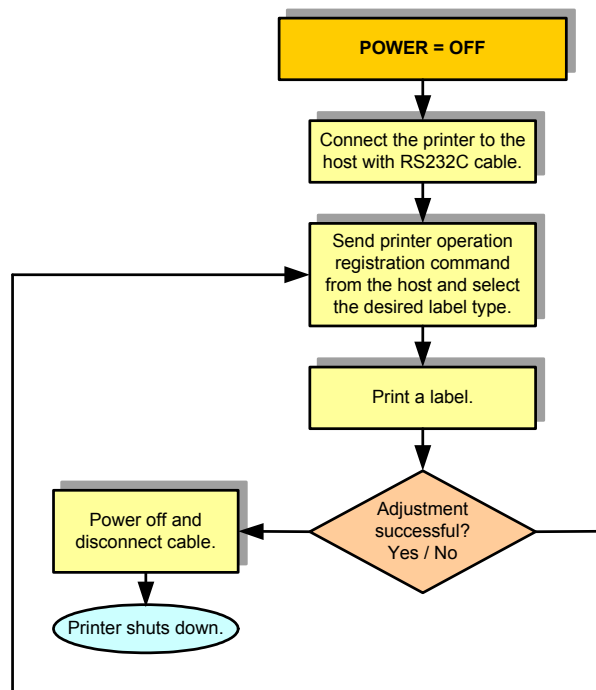 POWER = OFF
Connect the printer to the
host with RS232C cable.
Send printer operation
registration command
from the host and select
the desired label type.
Print a label.
Adjustment
successful?
Yes / No
Power off and
disconnect cable.
Printer shuts down.